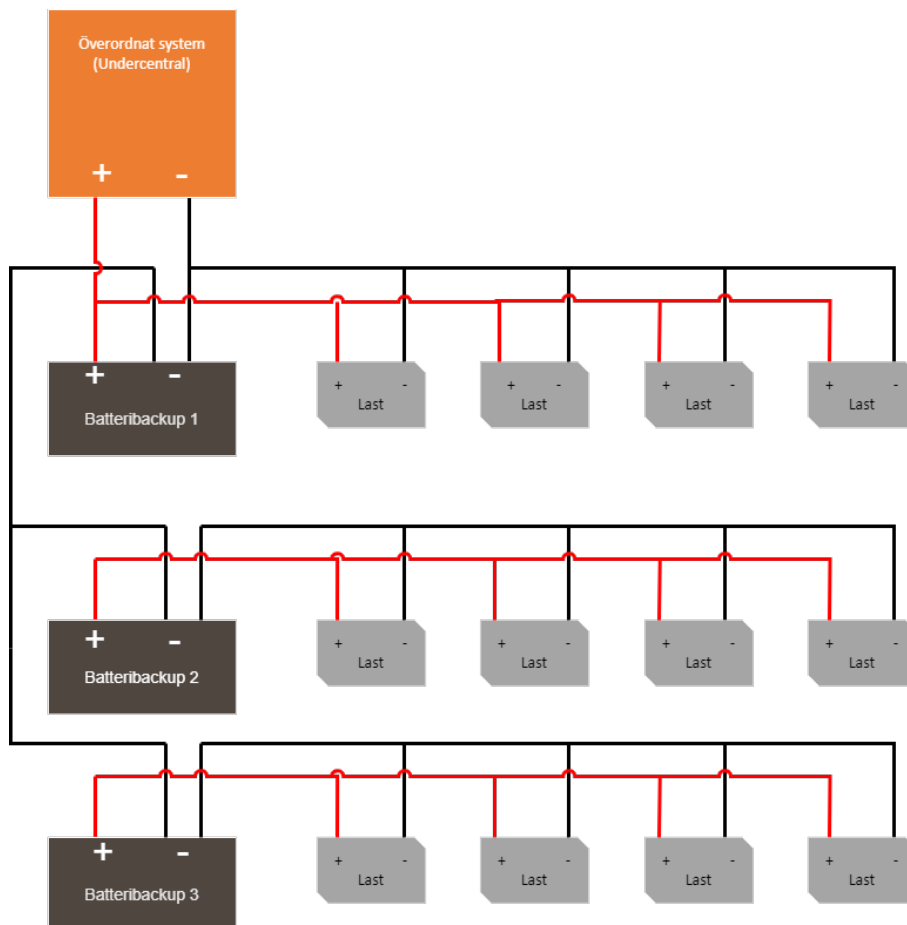 Överordnat system
(Undercentral)
+ -
+ -
Batteribackup 1
+ -
Last
+ -
Last
+ -
Last
+ -
Last
+ -
Batteribackup 2
+ -
Last
+ -
Last
+ -
Last
+ -
Last
+ -
Batteribackup 3
+ -
Last
+ -
Last
+ -
Last
+ -
Last